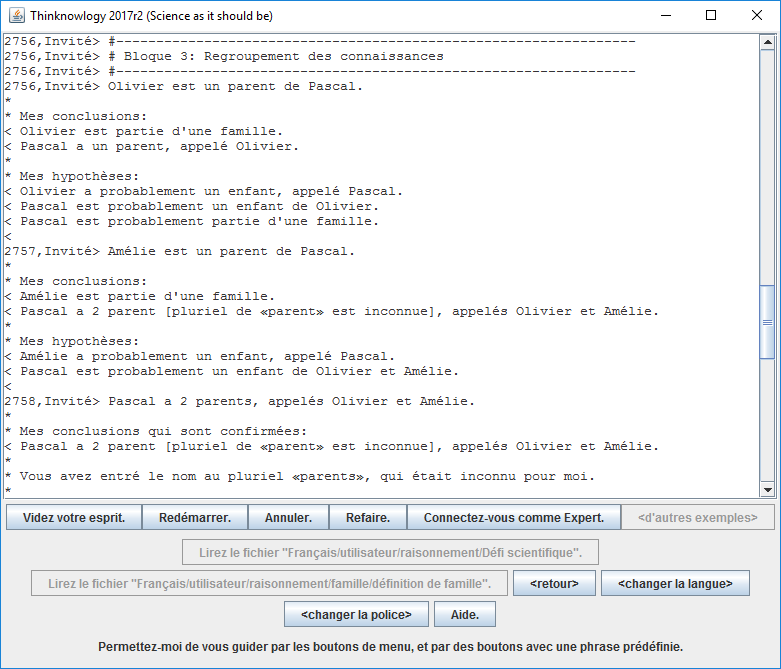 Thinknowlogy 2017r2 (Science as it should be)
2756,Invité> #-----------------------------------------------------------------
2756,Invité> # Bloque 3: Regroupement des connaissances
2756,Invité> #-----------------------------------------------------------------
2756,Invité> Olivier est un parent de Pascal.
*
* Mes conclusions:
< Olivier est partie d'une famille.
< Pascal a un parent, appelé Olivier.
*
* Mes hypothèses:
< Olivier a probablement un enfant, appelé Pascal.
< Pascal est probablement un enfant de Olivier.
< Pascal est probablement partie d'une famille.
<
2757,Invité> Amélie est un parent de Pascal.
*
* Mes conclusions:
< Amélie est partie d'une famille.
< Pascal a 2 parent [pluriel de «parent» est inconnue], appelés Olivier et Amélie.
*
* Mes hypothèses:
< Amélie a probablement un enfant, appelé Pascal.
< Pascal est probablement un enfant de Olivier et Amélie.
<
2758,Invité> Pascal a 2 parents, appelés Olivier et Amélie.
*
* Mes conclusions qui sont confirmées:
< Pascal a 2 parent [pluriel de «parent» est inconnue], appelés Olivier et Amélie.
*
* Vous avez entré le nom au pluriel «parents», qui était inconnu pour moi.
*
Videz votre esprit. Redémarrer. Annuler. Refaire. Connectez-vous comme Expert. <d'autres exemples>
Lirez le fichier "Français/utilisateur/raisonnement/Défi scientifique".
Lirez le fichier "Français/utilisateur/raisonnement/famille/définition de famille". <retour> <changer la langue>
<changer la police> Aide.
Permettez-moi de vous guider par les boutons de menu, et par des boutons avec une phrase prédéfinie.